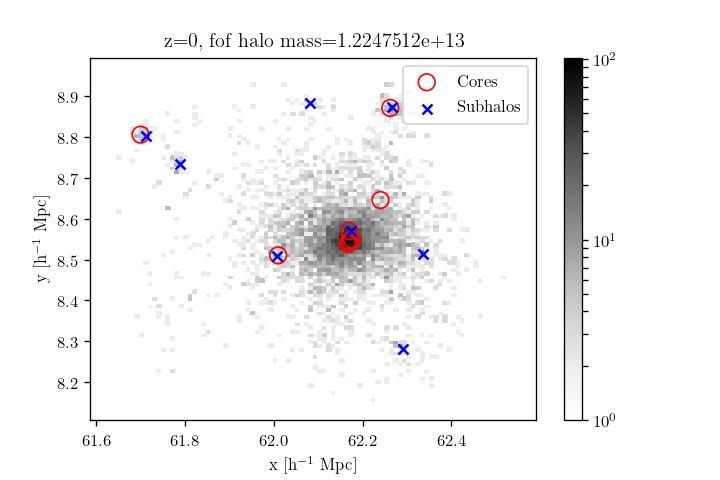 z=0, fof halo mass=1.2247512e+13
Cores
Subhalos
8.9
8.8
8.7
8.6
8.5
8.4
8.3
8.2
y [h⁻¹ Mpc]
61.6 61.8 62.0 62.2 62.4
x [h⁻¹ Mpc]
10²
10¹
10⁰